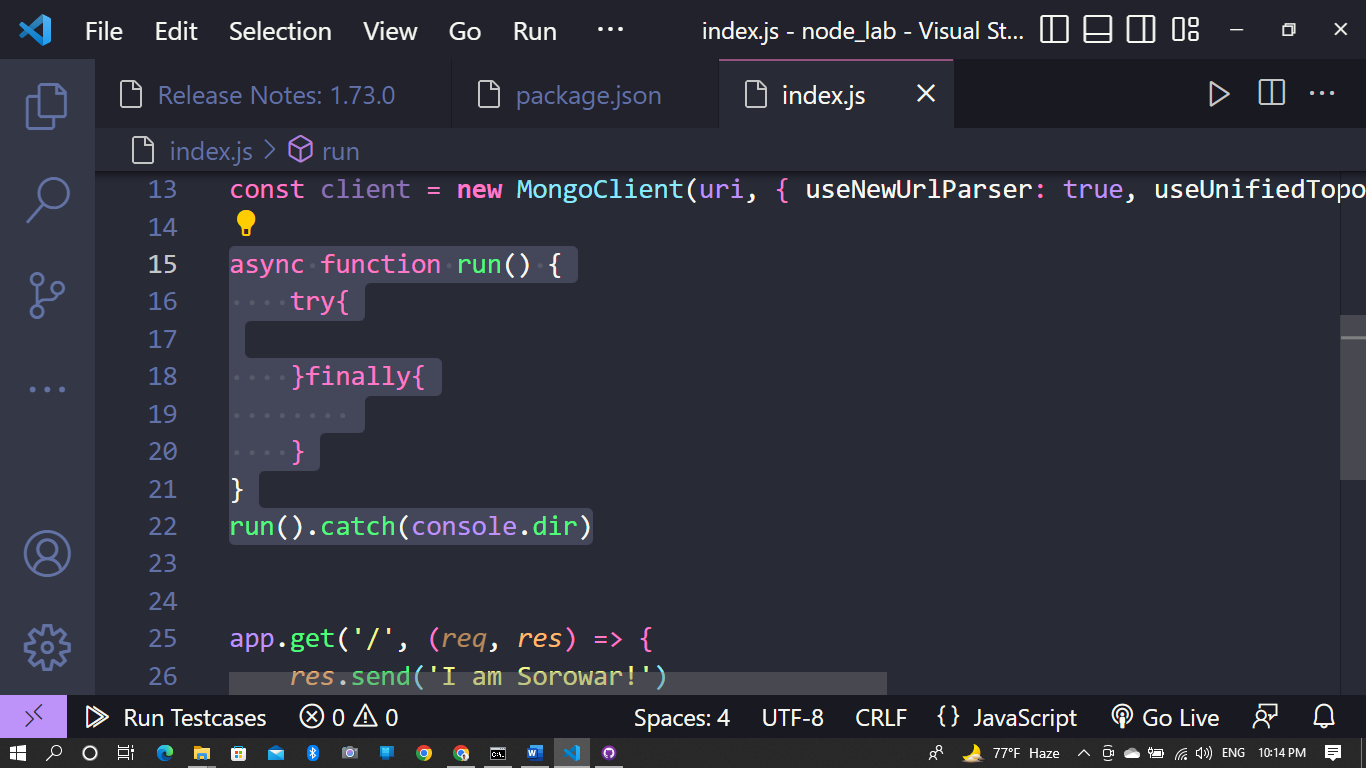 File Edit Selection View Go Run ··· index.js - node_lab - Visual St...
Release Notes: 1.73.0 package.json index.js
index.js > run
13 const client = new MongoClient(uri, { useNewUrlParser: true, useUnifiedTopo
14
15 async function run() {
16 try{
17
18 }finally{
19
20 }
21 }
22 run().catch(console.dir)
23
24
25 app.get('/', (req, res) => {
26 res.send('I am Sorowar!')
Run Testcases 0 0 Spaces: 4 UTF-8 CRLF {} JavaScript Go Live
77°F Haze ENG 10:14 PM